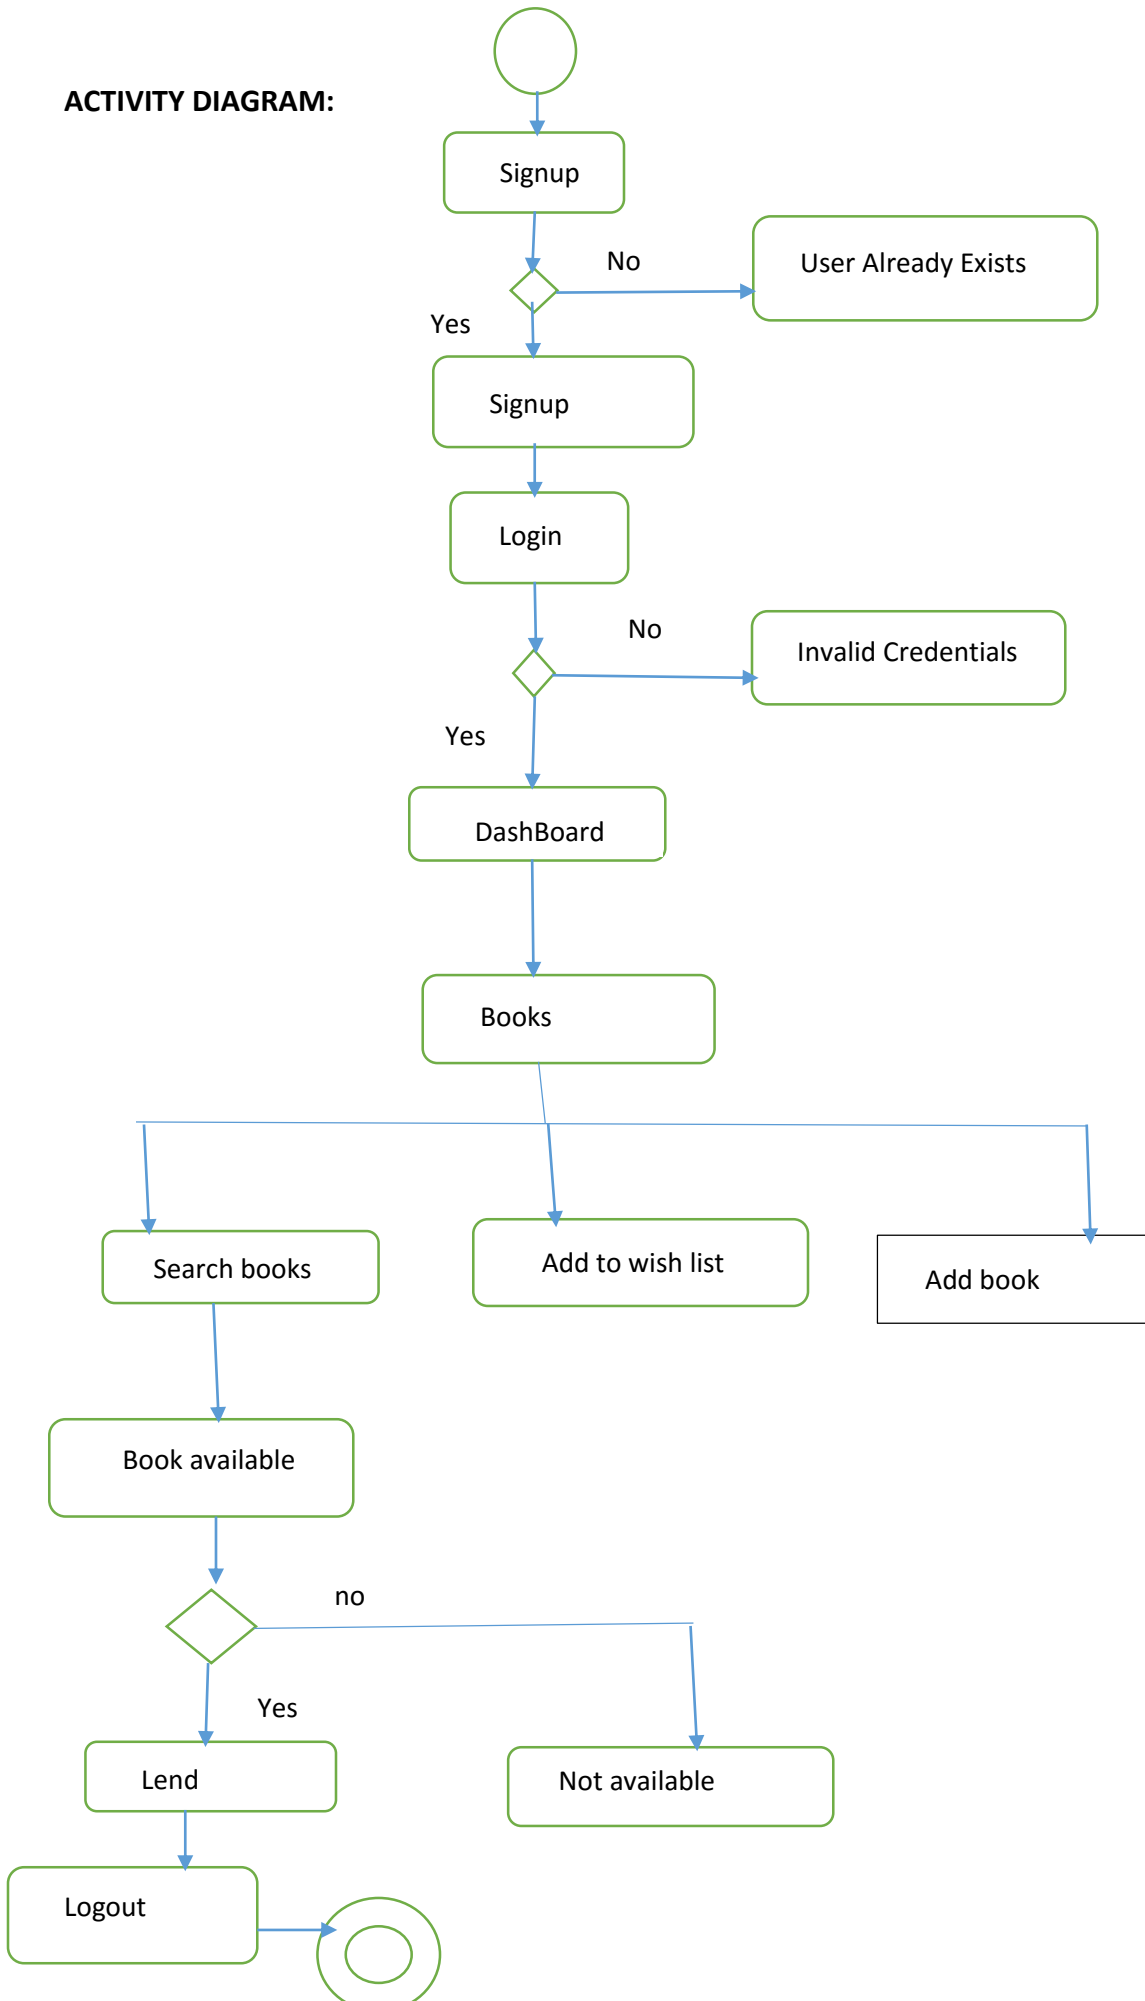 ACTIVITY DIAGRAM:
Signup
No
User Already Exists
Yes
Signup
Login
No
Invalid Credentials
Yes
DashBoard
Books
Search books
Add to wish list
Add book
Book available
no
Yes
Lend
Not available
Logout